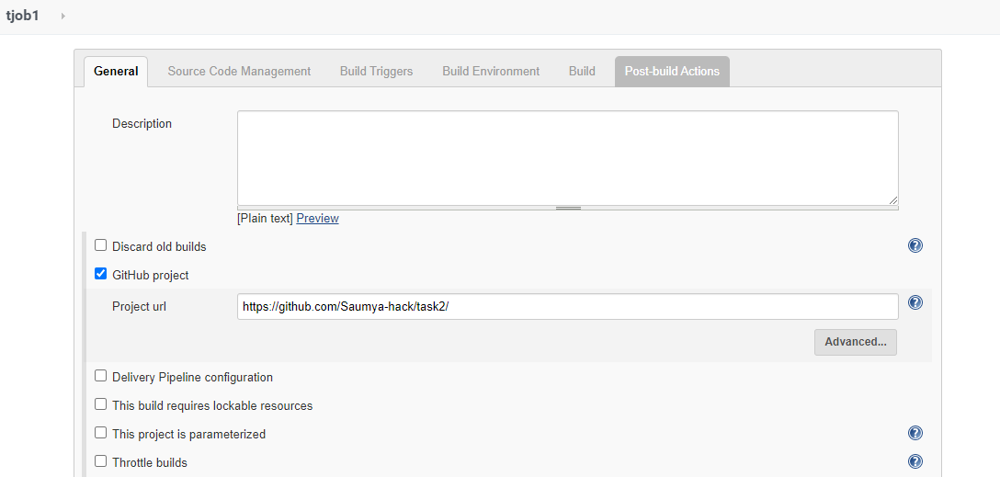 tjob1
General Source Code Management Build Triggers Build Environment Build Post-build Actions
Description
[Plain text] Preview
Discard old builds
GitHub project
Project url https://github.com/Saumya-hack/task2/
Advanced...
Delivery Pipeline configuration
This build requires lockable resources
This project is parameterized
Throttle builds